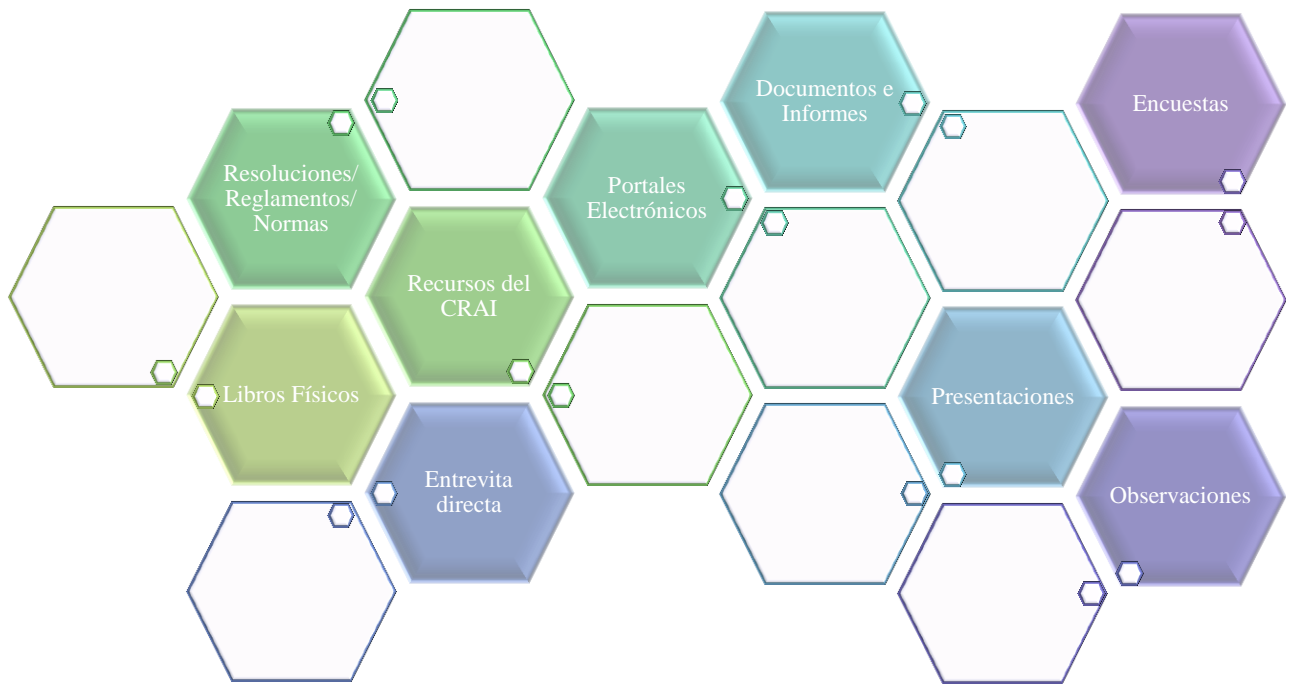 Documentos e
Informes
Encuestas
Resoluciones/
Reglamentos/
Normas
Portales
Electrónicos
Recursos del
CRAI
Libros Físicos
Presentaciones
Entrevita
directa
Observaciones